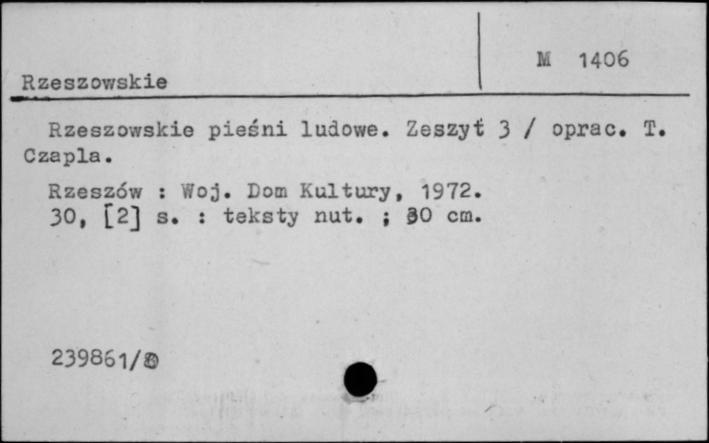 M 1406
Rzeszowskie
Rzeszowskie pieśni ludowe. Zeszyt 3 / oprac. T.
Czapla.
Rzeszów : Woj. Dom Kultury, 1972.
30, [2] s. : teksty nut. ; 30 cm.
239861/